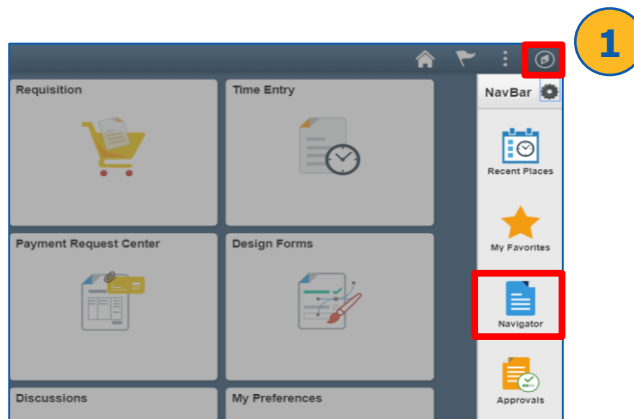 1
Requisition
Time Entry
NavBar
Recent Places
My Favorites
Payment Request Center
Design Forms
Navigator
Approvals
Discussions
My Preferences